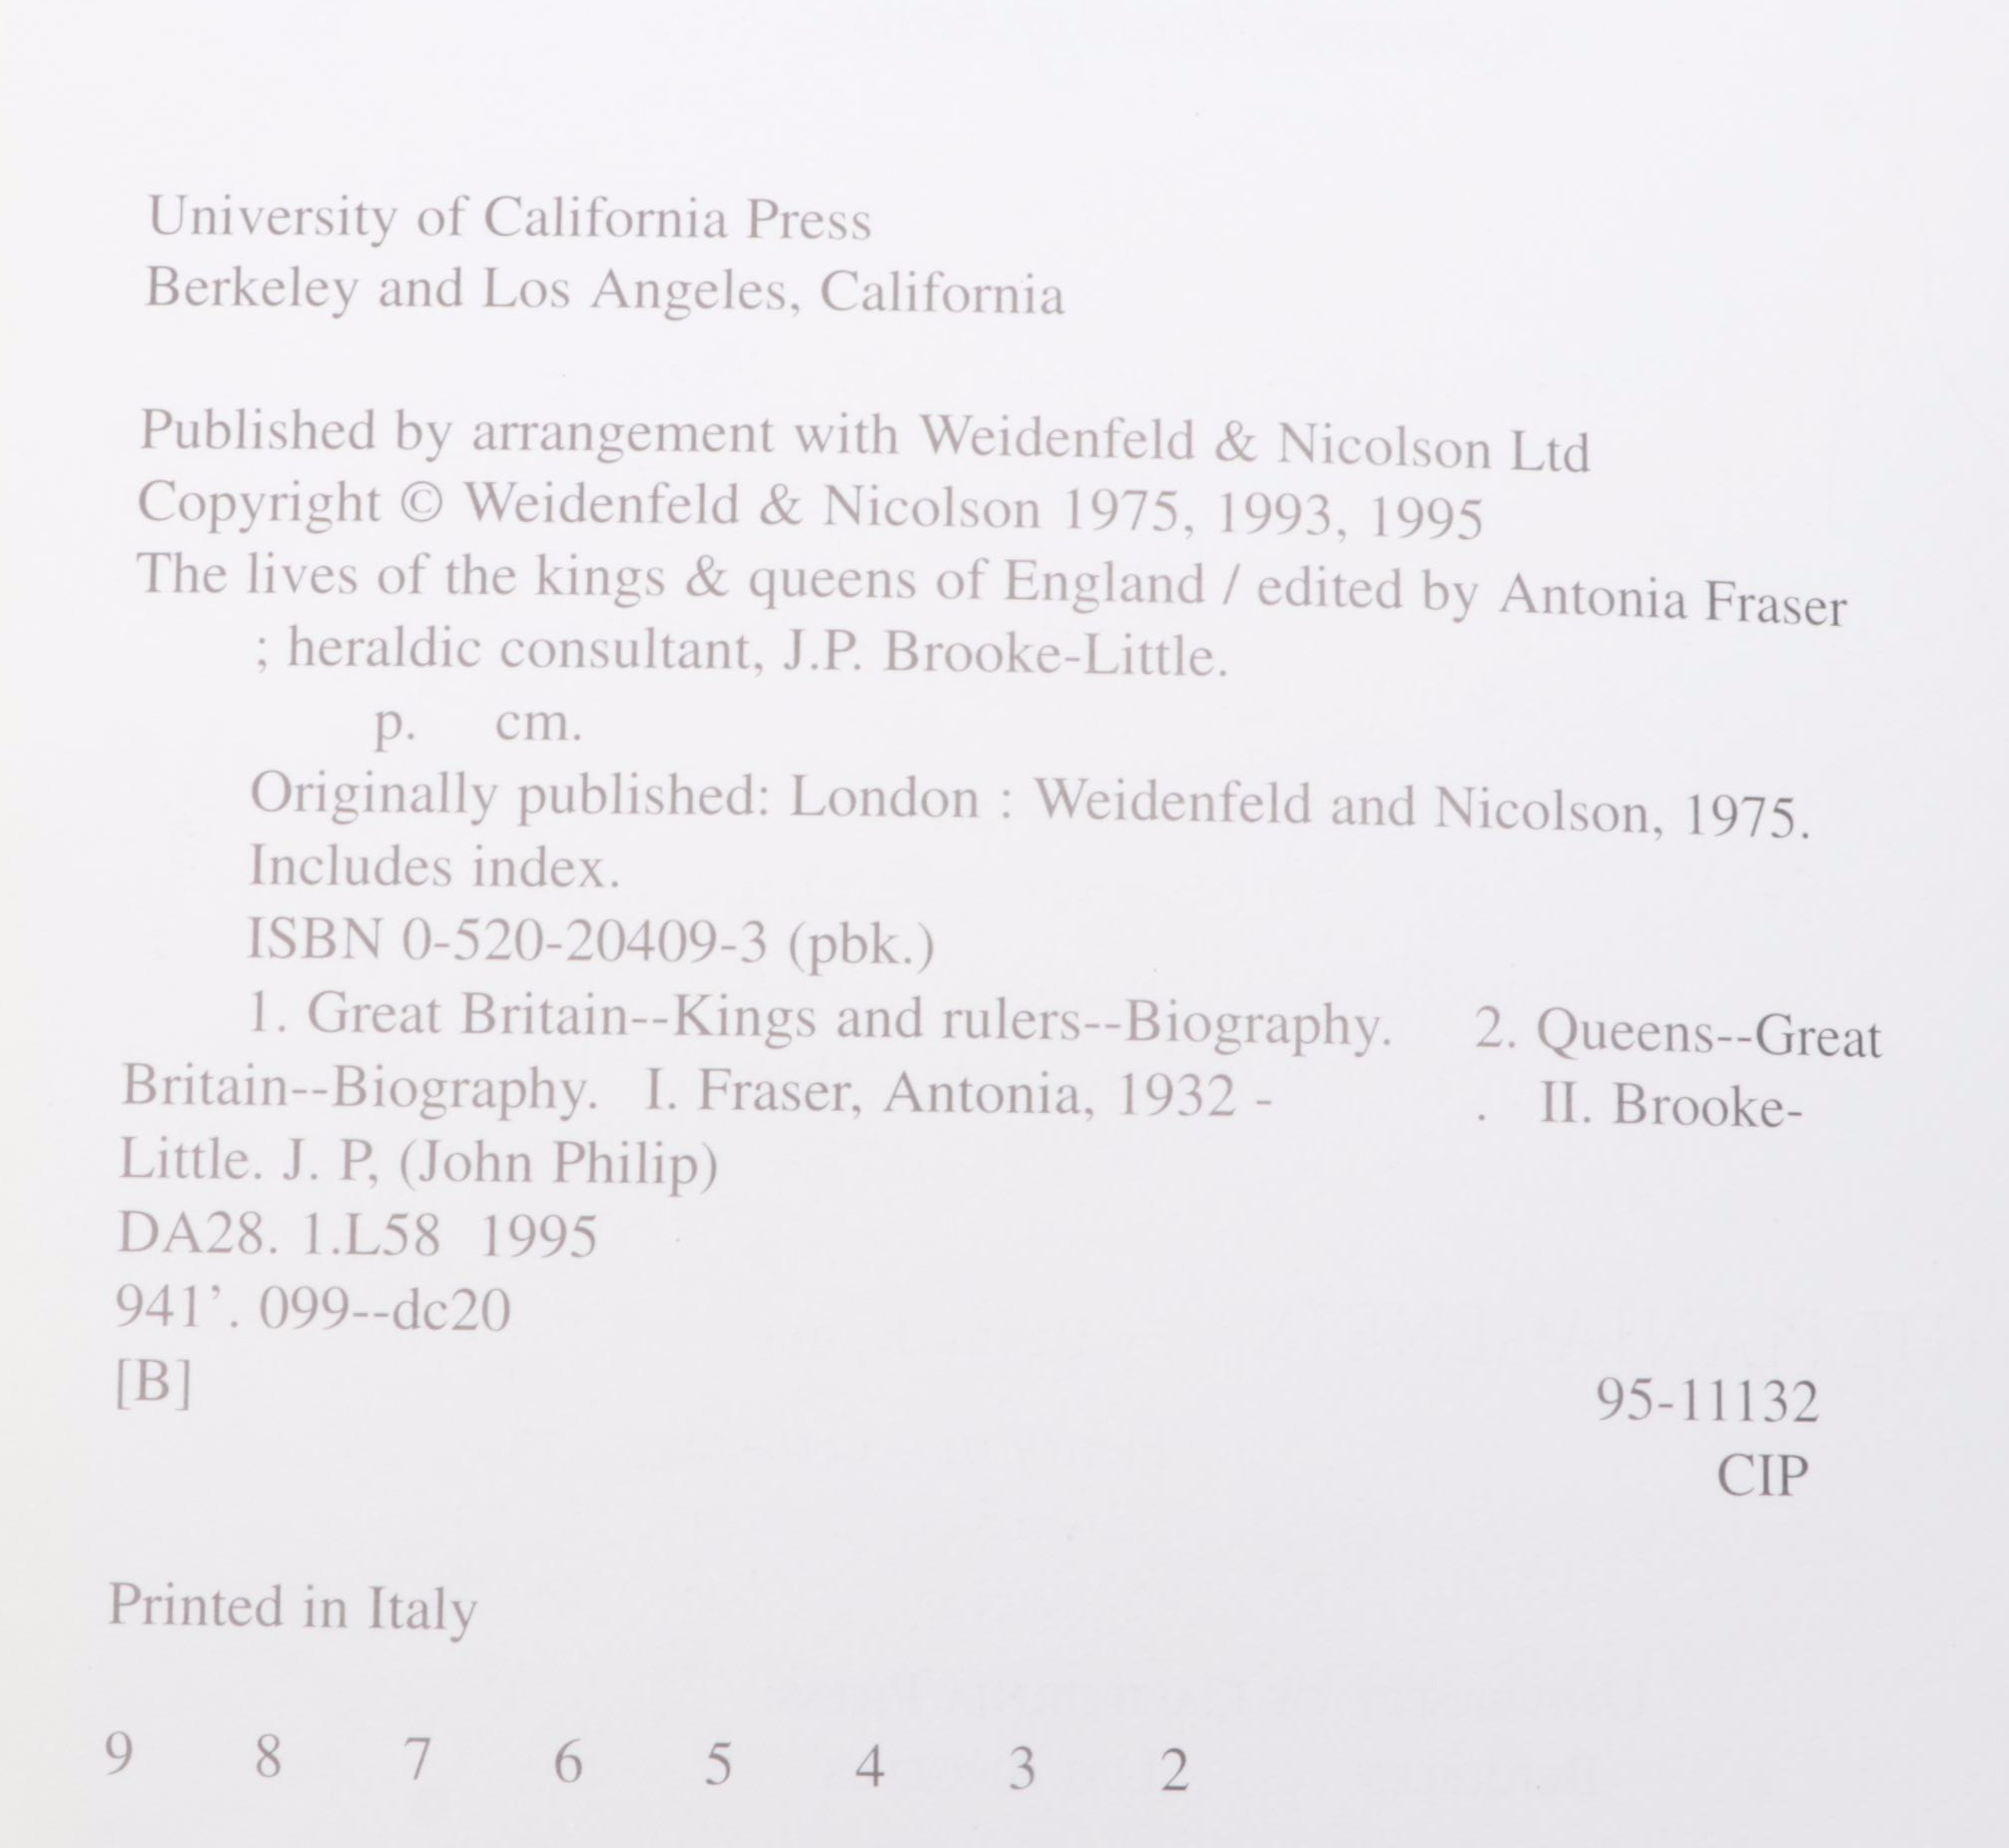 University of California Press
Berkeley and Los Angeles, California
Published by arrangement with Weidenfeld & Nicolson Ltd
Copyright © Weidenfeld & Nicolson 1975, 1993, 1995
The lives of the kings & queens of England / edited by Antonia Fraser
; heraldic consultant, J.P. Brooke-Little.
p. cm.
Originally published: London : Weidenfeld and Nicolson, 1975.
Includes index.
ISBN 0-520-20409-3 (pbk.)
1. Great Britain--Kings and rulers--Biography. 2. Queens--Great
Britain--Biography. I. Fraser, Antonia, 1932 - . II. Brooke-
Little. J. P, (John Philip)
DA28. 1.L58 1995
941’. 099--dc20
[B] 95-11132
CIP
Printed in Italy
9 8 7 6 5 4 3 2